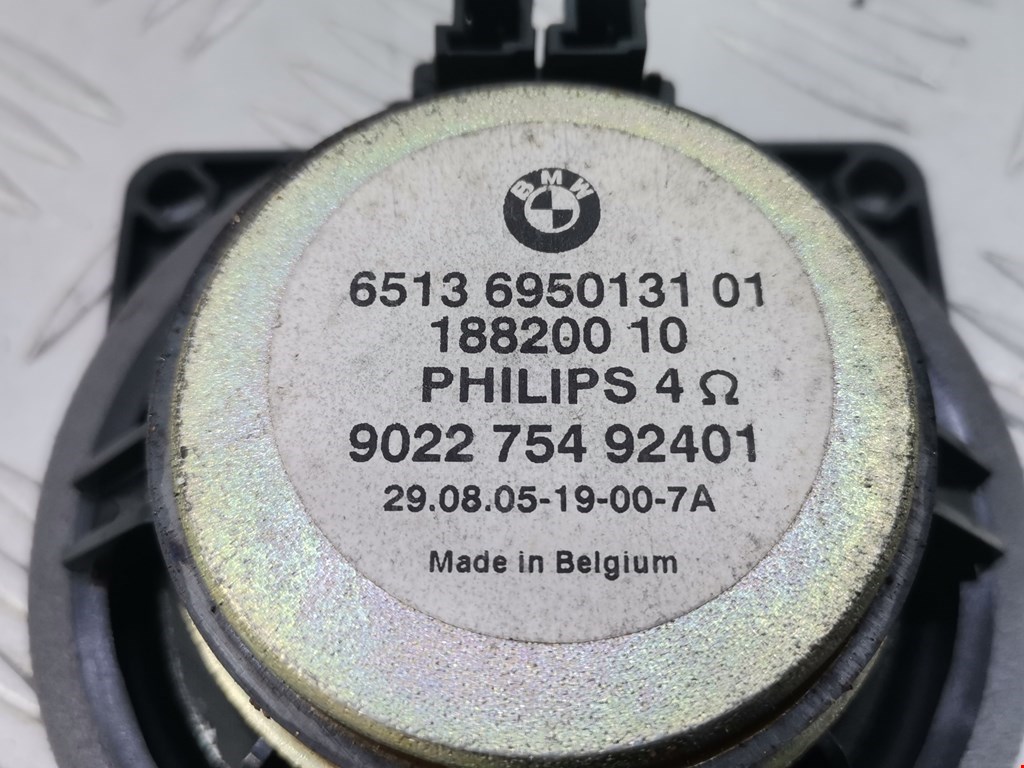 BMW
6513 6950131 01
188200 10
PHILIPS 4 Ω
9022 754 92401
29.08.05-19-00-7A
Made in Belgium